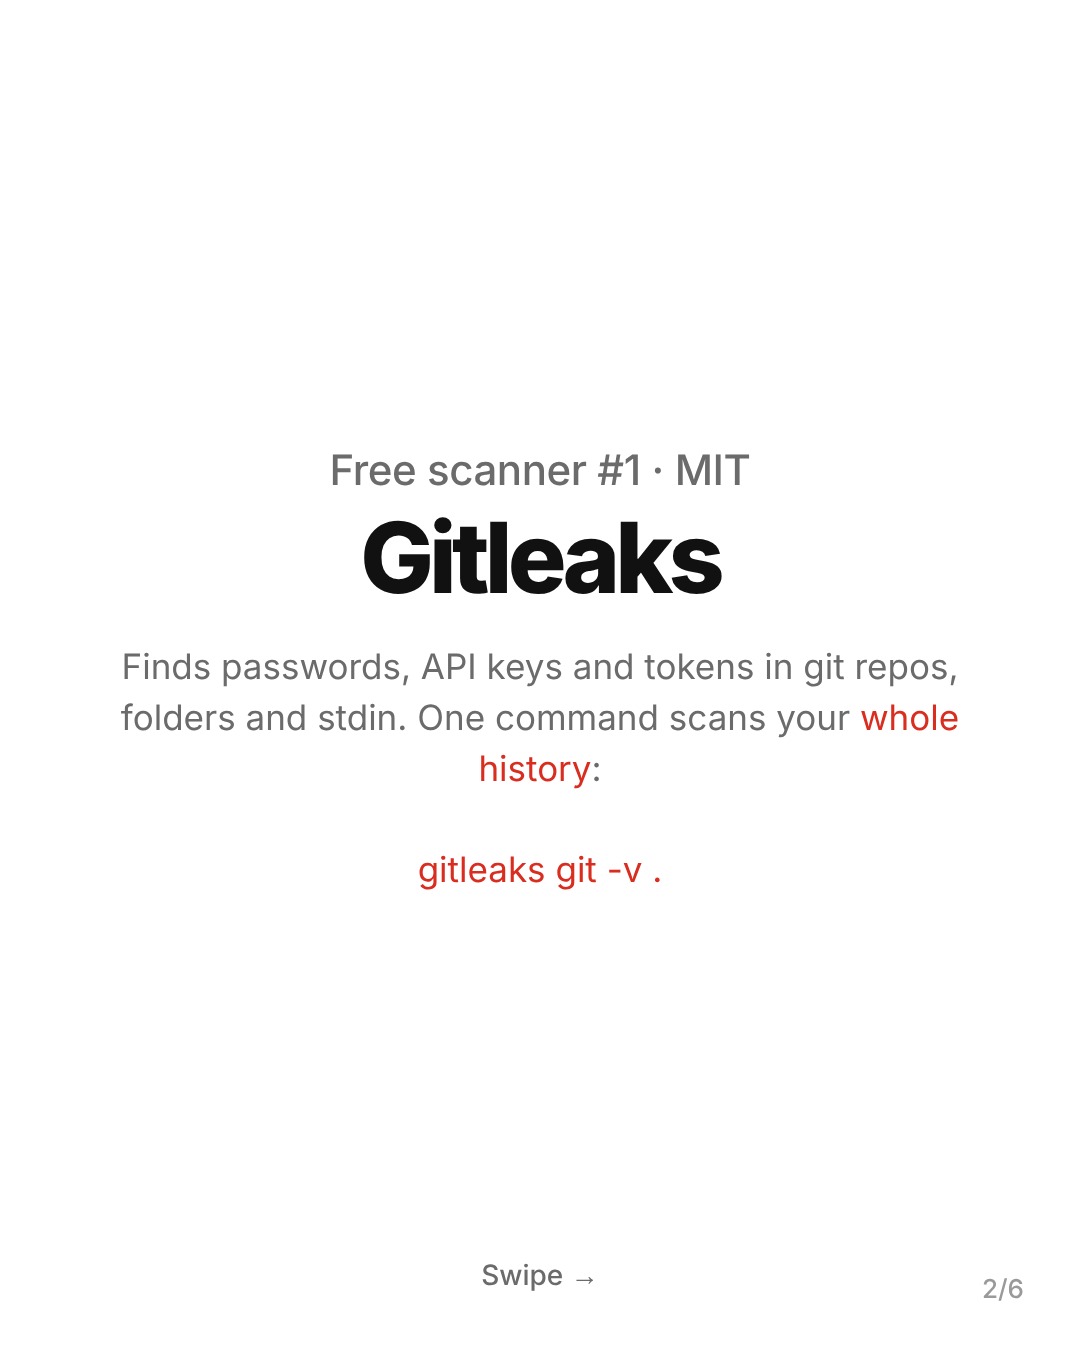 Free scanner #1 · MIT
Gitleaks
Finds passwords, API keys and tokens in git repos,
folders and stdin. One command scans your whole
history:
gitleaks git -v .
Swipe →
2/6